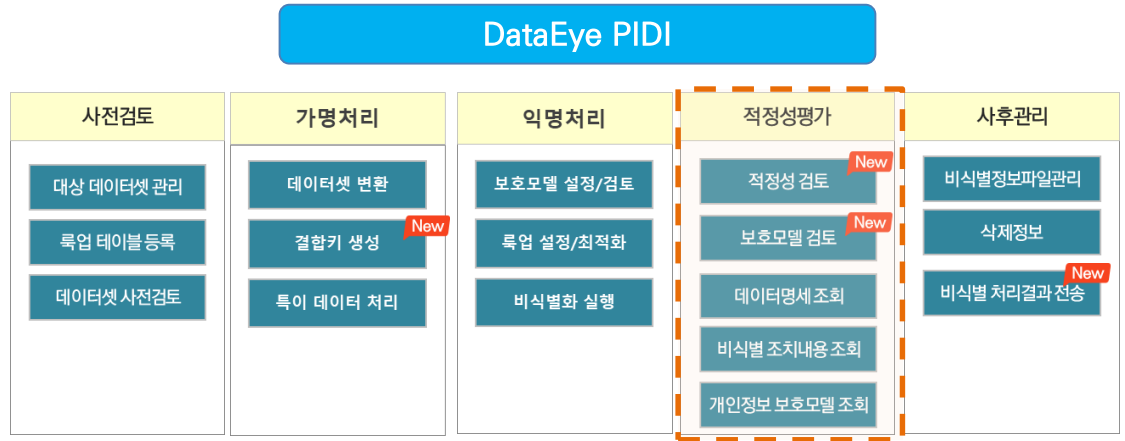 DataEye PIDI
사전검토
대상 데이터셋 관리
룩업 테이블 등록
데이터셋 사전검토
가명처리
데이터셋 변환
New
결합키 생성
특이 데이터 처리
익명처리
보호모델 설정/검토
룩업 설정/최적화
비식별화 실행
적정성평가
New
적정성 검토
New
보호모델 검토
데이터명세 조회
비식별 조치내용 조회
개인정보 보호모델 조회
사후관리
비식별정보파일관리
삭제정보
New
비식별 처리결과 전송